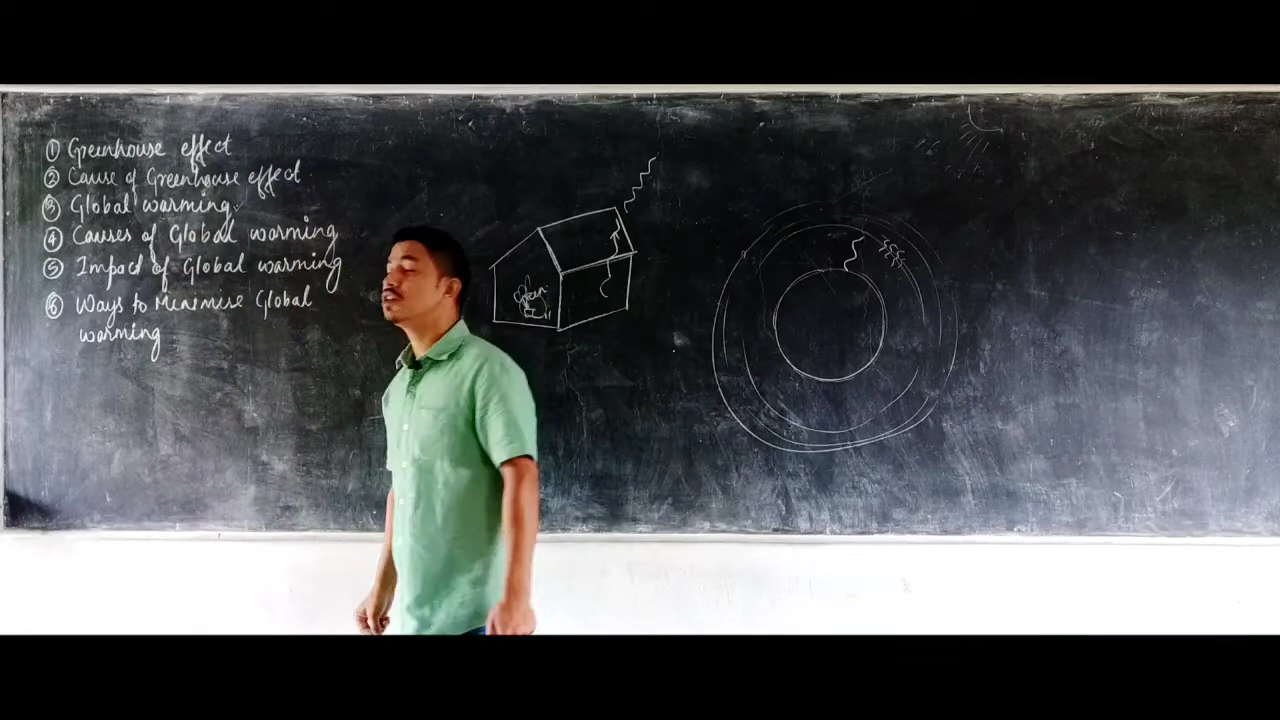 ① Greenhouse effect
② Cause of Greenhouse effect
③ Global warming
④ Causes of Global warming
⑤ Impact of Global warming
⑥ Ways to Minimise Global
warming
Green